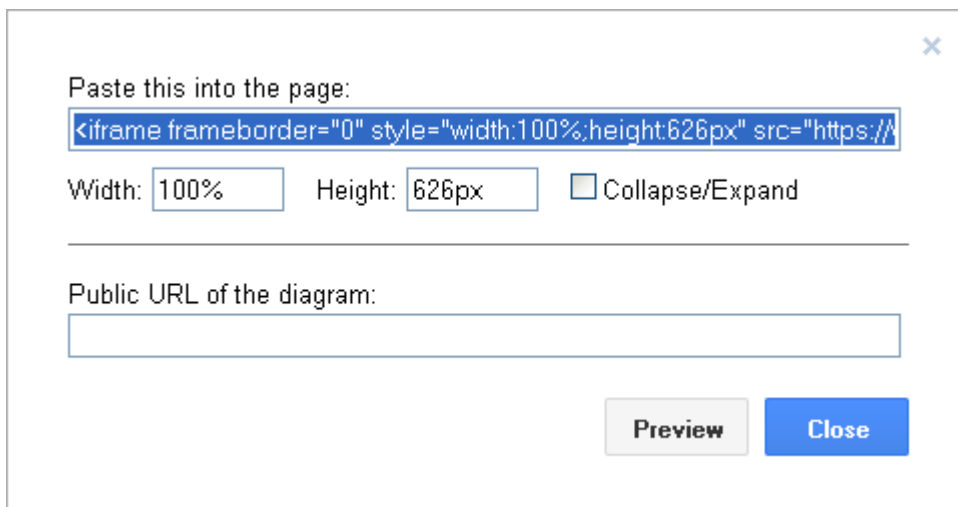 ×
Paste this into the page:
<iframe frameborder="0" style="width:100%;height:626px" src="https://
Width: 100% Height: 626px Collapse/Expand
Public URL of the diagram:
Preview Close